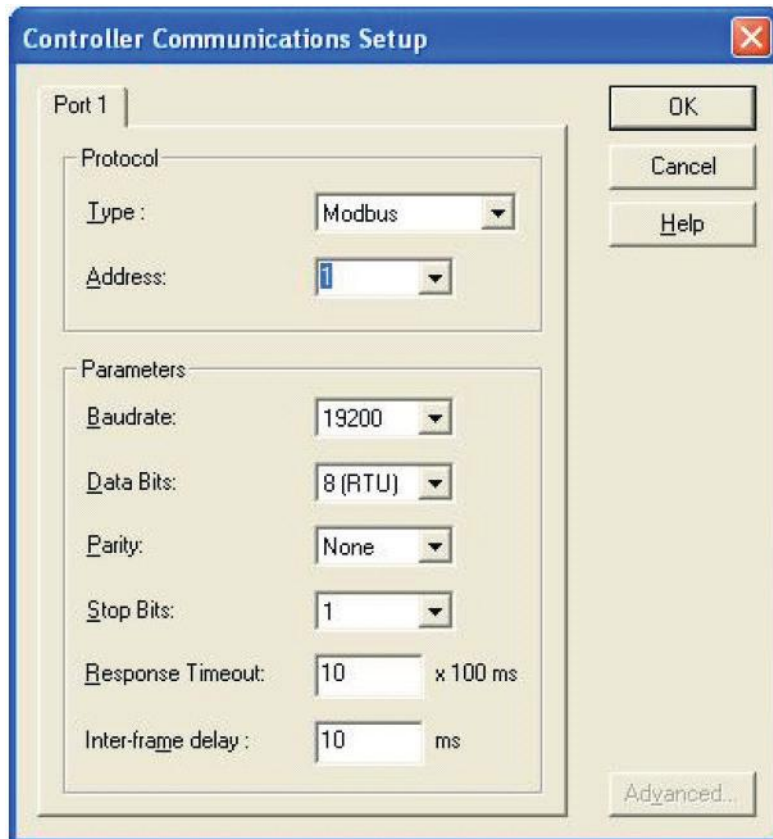 Controller Communications Setup
Port 1
OK
Protocol
Cancel
Type :
Modbus
Help
Address:
1
Parameters
Baudrate:
19200
Data Bits:
8 (RTU)
Parity:
None
Stop Bits:
1
Response Timeout:
10
x 100 ms
Inter-frame delay :
10
ms
Advanced...